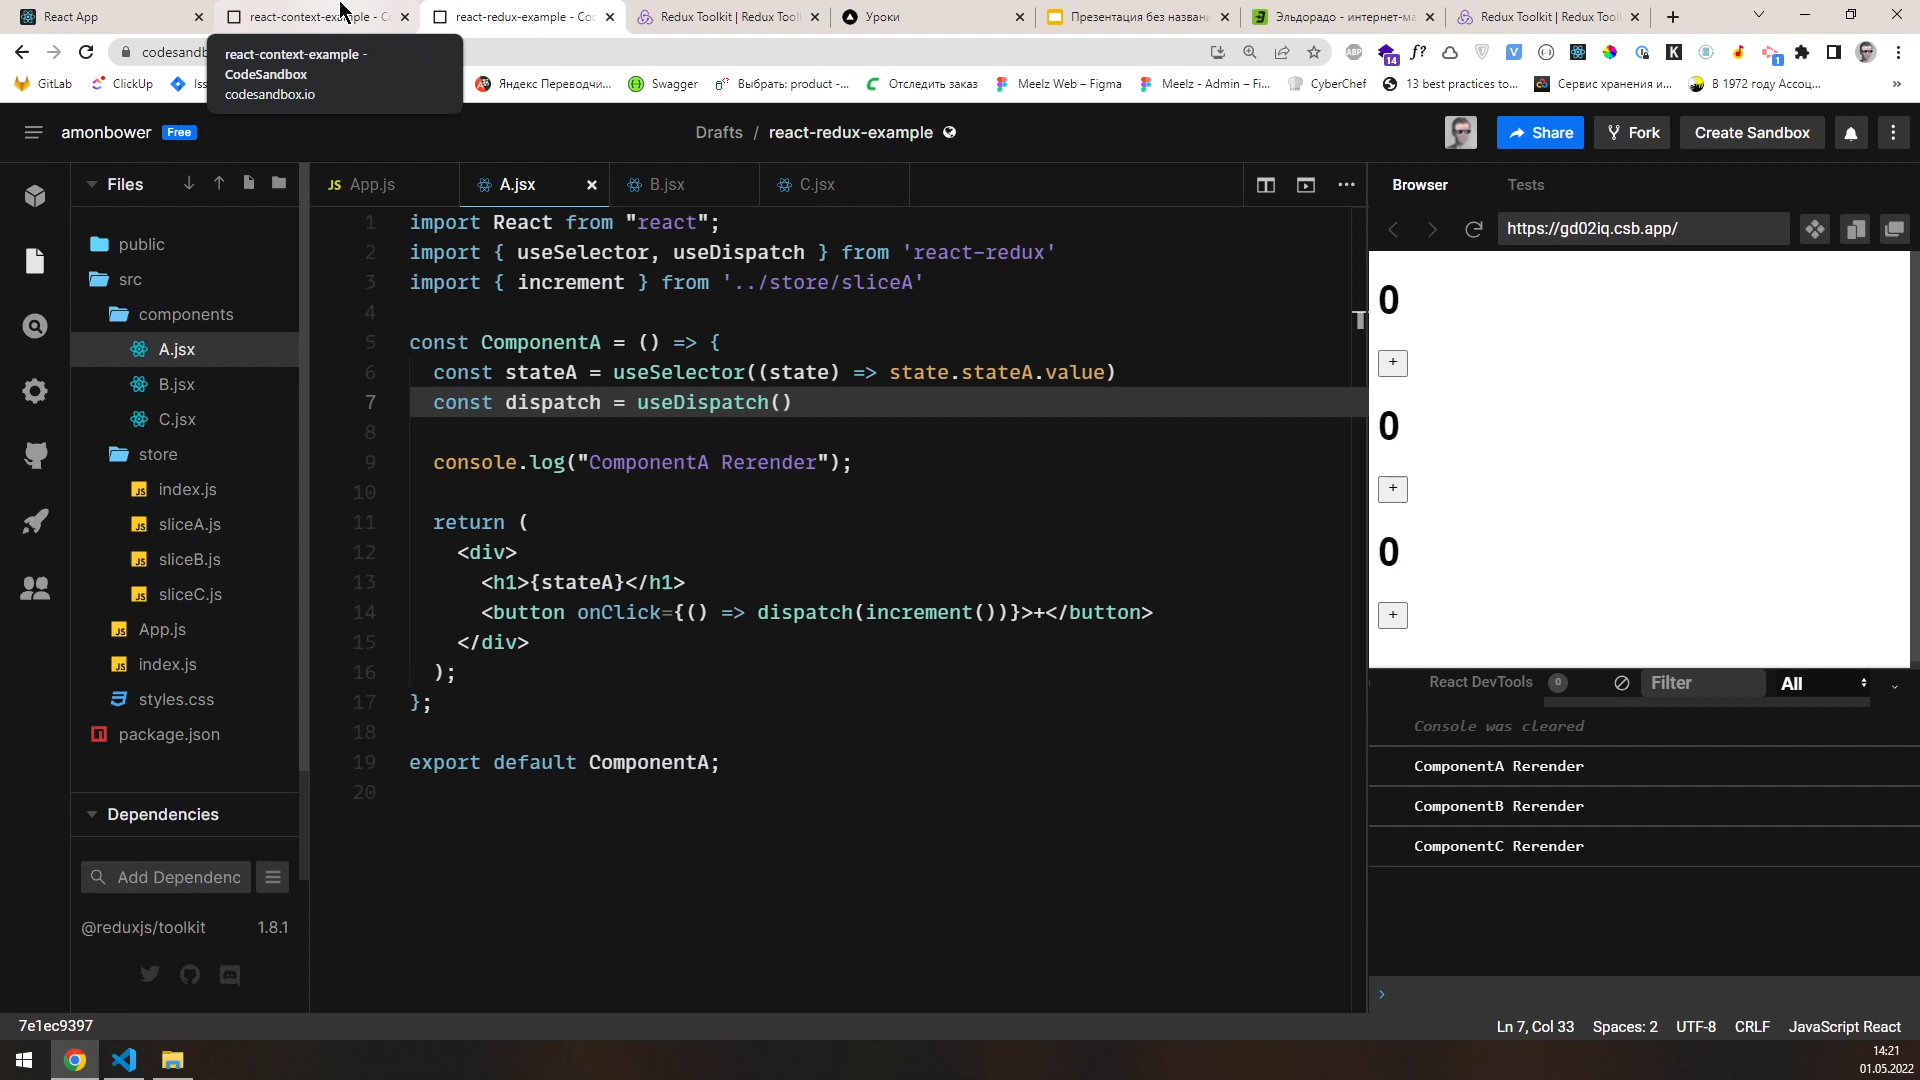 React App
react-context-example - Co
react-redux-example - Co
Redux Toolkit | Redux Tool
Уроки
Презентация без назван
Эльдорадо - интернет-ма
Redux Toolkit | Redux Tool
codesandb
14
1
react-context-example -
CodeSandbox
codesandbox.io
GitLab
ClickUp
Iss
Яндекс Переводчи...
Swagger
Выбрать: product -...
Отследить заказ
Meelz Web – Figma
Meelz - Admin – Fi...
CyberChef
13 best practices to...
Сервис хранения и...
В 1972 году Ассоц...
amonbower
Free
Drafts / react-redux-example
Share
Fork
Create Sandbox
Files
public
src
components
A.jsx
B.jsx
C.jsx
store
index.js
sliceA.js
sliceB.js
sliceC.js
App.js
index.js
styles.css
package.json
Dependencies
Add Dependenc
@reduxjs/toolkit 1.8.1
JS App.js
A.jsx
B.jsx
C.jsx
1 import React from "react";
2 import { useSelector, useDispatch } from 'react-redux'
3 import { increment } from '../store/sliceA'
4
5 const ComponentA = () => {
6 const stateA = useSelector((state) => state.stateA.value)
7 const dispatch = useDispatch()
8
9 console.log("ComponentA Rerender");
10
11 return (
12 <div>
13 <h1>{stateA}</h1>
14 <button onClick={() => dispatch(increment())}>+</button>
15 </div>
16 );
17 };
18
19 export default ComponentA;
20
Browser
Tests
https://gd02iq.csb.app/
0
+
0
+
0
+
React DevTools
0
Filter
All
Console was cleared
ComponentA Rerender
ComponentB Rerender
ComponentC Rerender
7e1ec9397
Ln 7, Col 33
Spaces: 2
UTF-8
CRLF
JavaScript React
14:21
01.05.2022